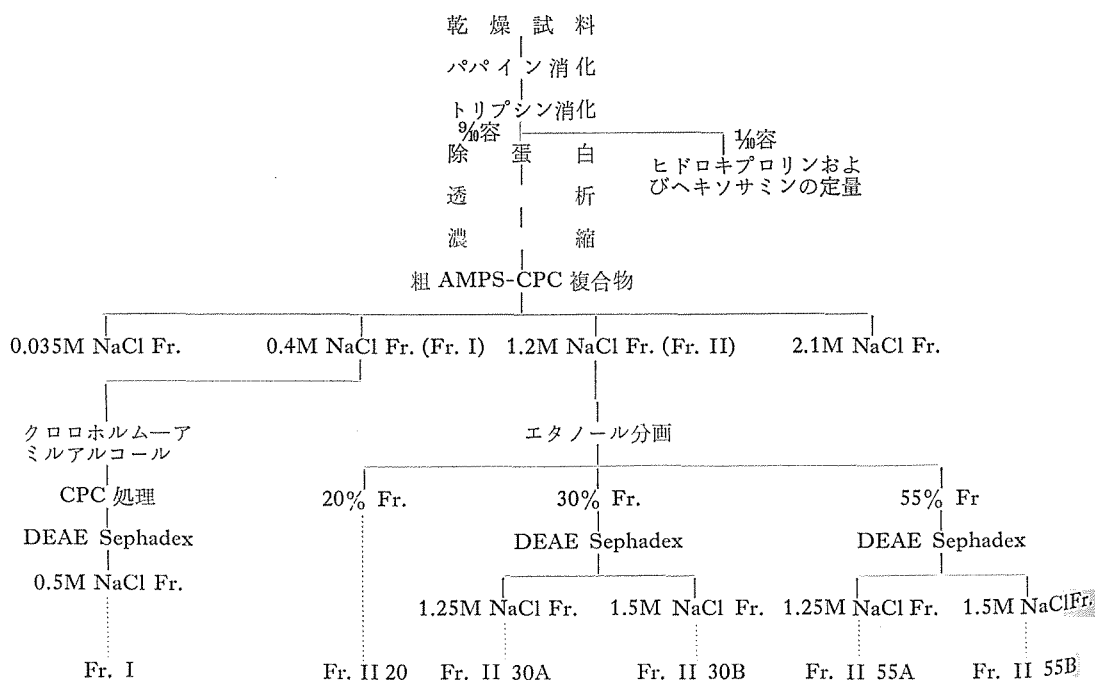 乾燥試料
パパイン消化
トリプシン消化
9/10容
1/10容
除蛋白
ヒドロキプロリンおよ
びヘキソサミンの定量
透析
濃縮
粗 AMPS-CPC 複合物
0.035M NaCl Fr.
0.4M NaCl Fr. (Fr. I)
1.2M NaCl Fr. (Fr. II)
2.1M NaCl Fr.
クロロホルム―ア
ミルアルコール
エタノール分画
CPC 処理
20% Fr.
30% Fr.
55% Fr
DEAE Sephadex
DEAE Sephadex
DEAE Sephadex
0.5M NaCl Fr.
1.25M NaCl Fr.
1.5M NaCl Fr.
1.25M NaCl Fr.
1.5M NaCl Fr.
Fr. I
Fr. II 20
Fr. II 30A
Fr. II 30B
Fr. II 55A
Fr. II 55B